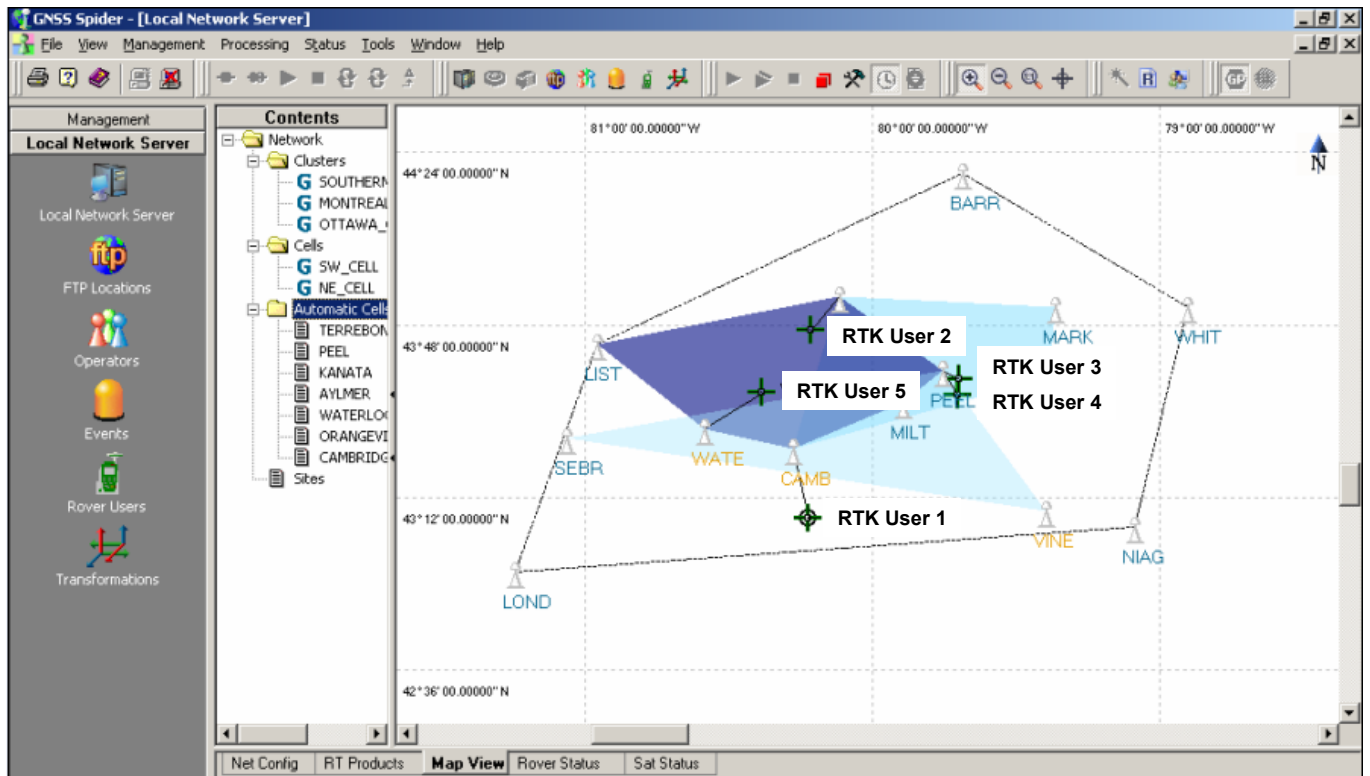 GNSS Spider - [Local Network Server]
File View Management Processing Status Tools Window Help
Management
Local Network Server
Local Network Server
FTP Locations
Operators
Events
Rover Users
Transformations
Contents
Network
Clusters
G SOUTHERN
G MONTREAL
G OTTAWA_
Cells
G SW_CELL
G NE_CELL
Automatic Cells
TERREBON
PEEL
KANATA
AYLMER
WATERLOO
ORANGEVI
CAMBRIDG
Sites
81°00'00.00000" W 80°00'00.00000" W 79°00'00.00000" W
N
44°24'00.00000" N
BARR
43°48'00.00000" N
RTK User 2
MARK
WHIT
LIST
RTK User 3
RTK User 5
PEEL
RTK User 4
MILT
WATE
SEBR
CAMB
43°12'00.00000" N
RTK User 1
VINE
NIAG
LOND
42°36'00.00000" N
Net Config RT Products Map View Rover Status Sat Status